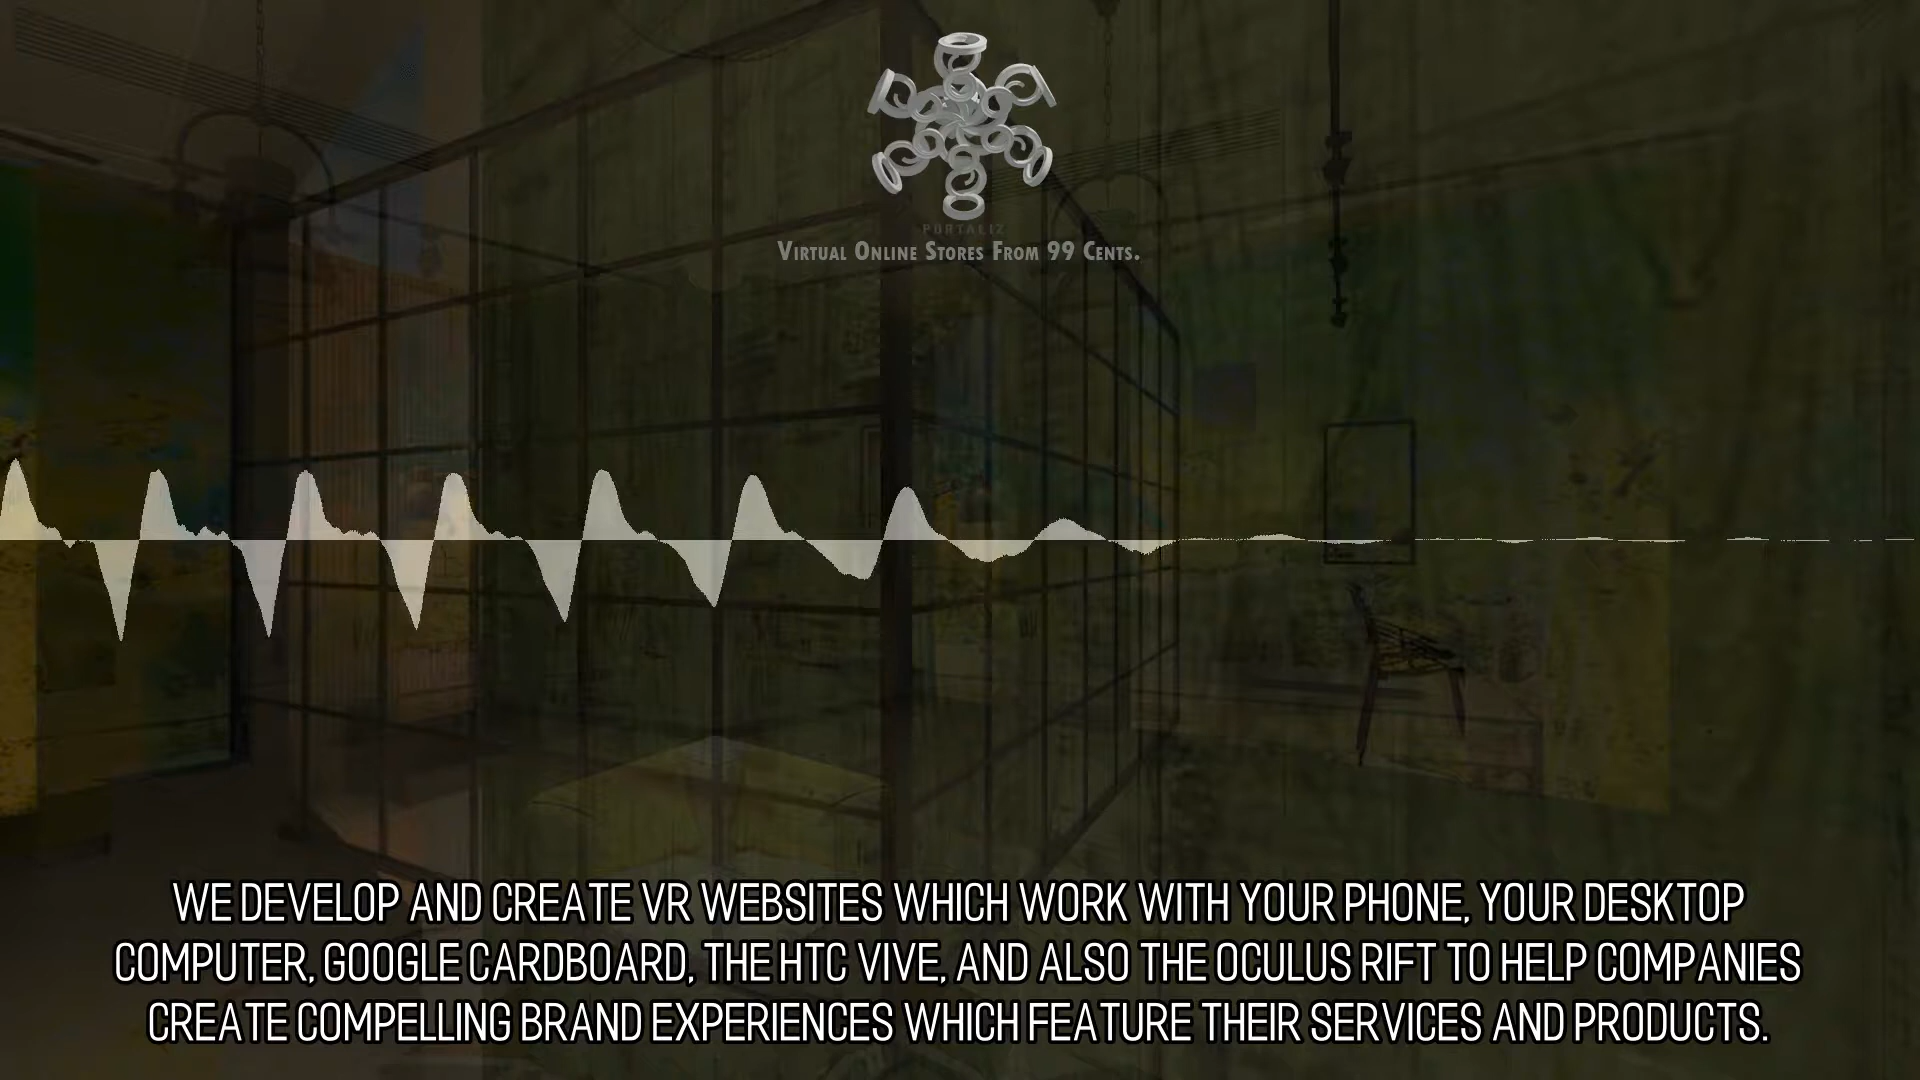 PORTALIZ
Virtual Online Stores From 99 Cents.
WE DEVELOP AND CREATE VR WEBSITES WHICH WORK WITH YOUR PHONE, YOUR DESKTOP
COMPUTER, GOOGLE CARDBOARD, THE HTC VIVE, AND ALSO THE OCULUS RIFT TO HELP COMPANIES
CREATE COMPELLING BRAND EXPERIENCES WHICH FEATURE THEIR SERVICES AND PRODUCTS.